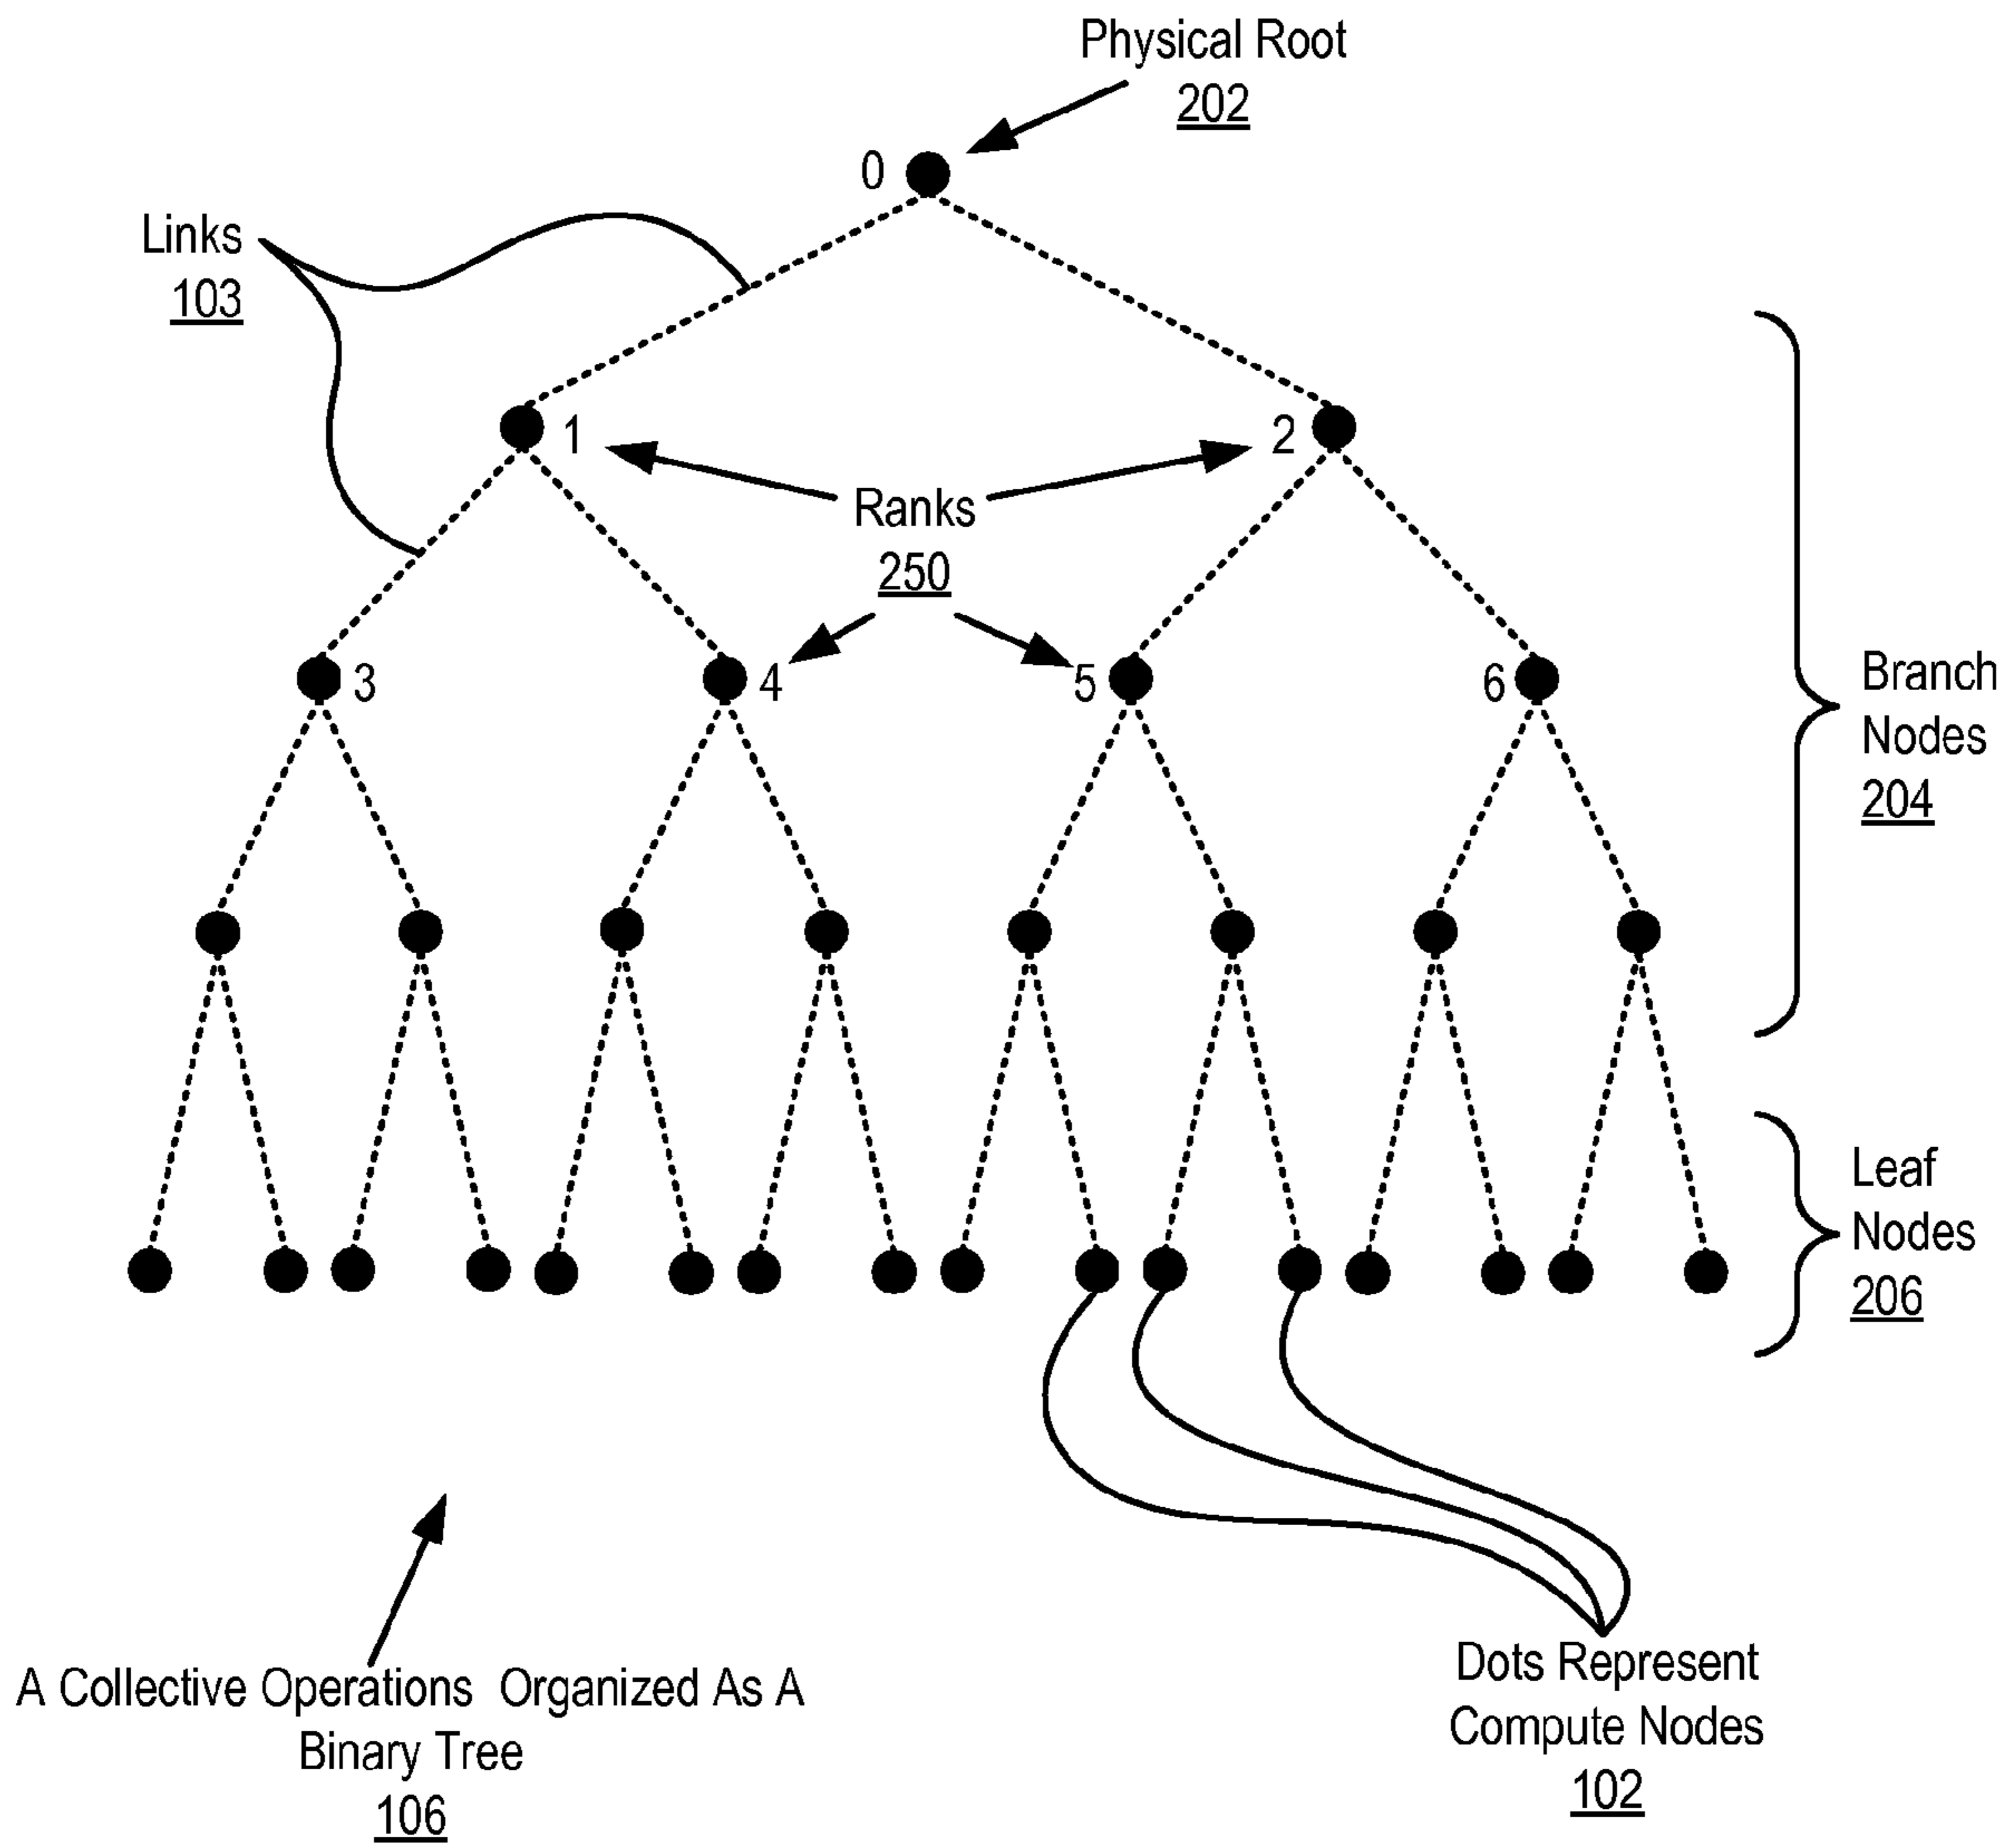 Physical Root
202
0
Links
103
1
2
Ranks
250
3
4
5
6
Branch
Nodes
204
Leaf
Nodes
206
A Collective Operations Organized As A
Binary Tree
106
Dots Represent
Compute Nodes
102